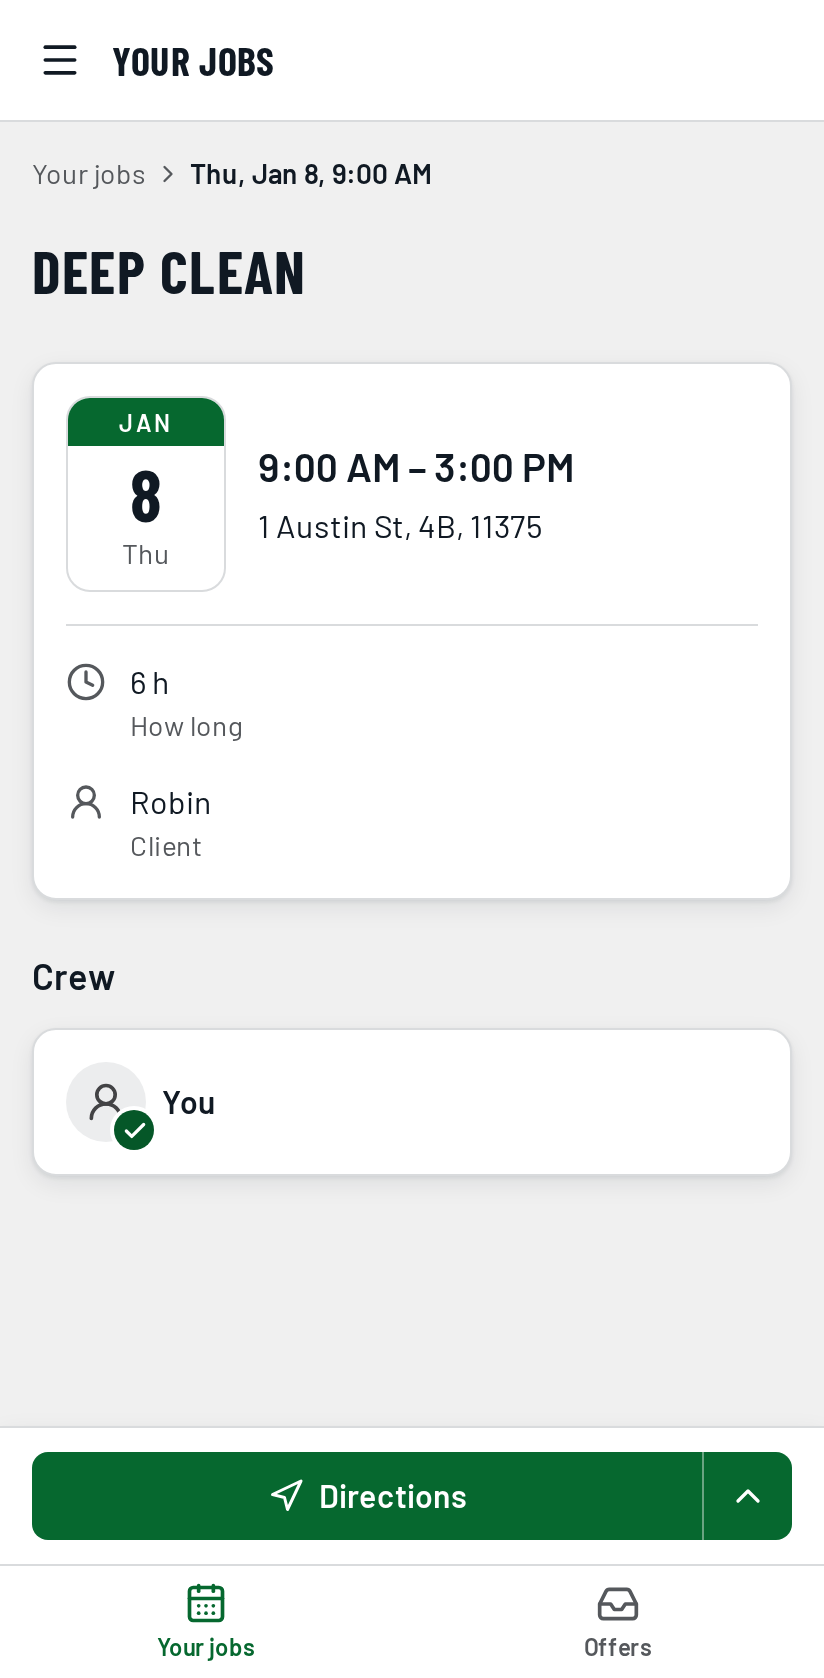 YOUR JOBS
Your jobs > Thu, Jan 8, 9:00 AM
DEEP CLEAN
JAN
8
Thu
9:00 AM – 3:00 PM
1 Austin St, 4B, 11375
6 h
How long
Robin
Client
Crew
You
Directions
Your jobs
Offers